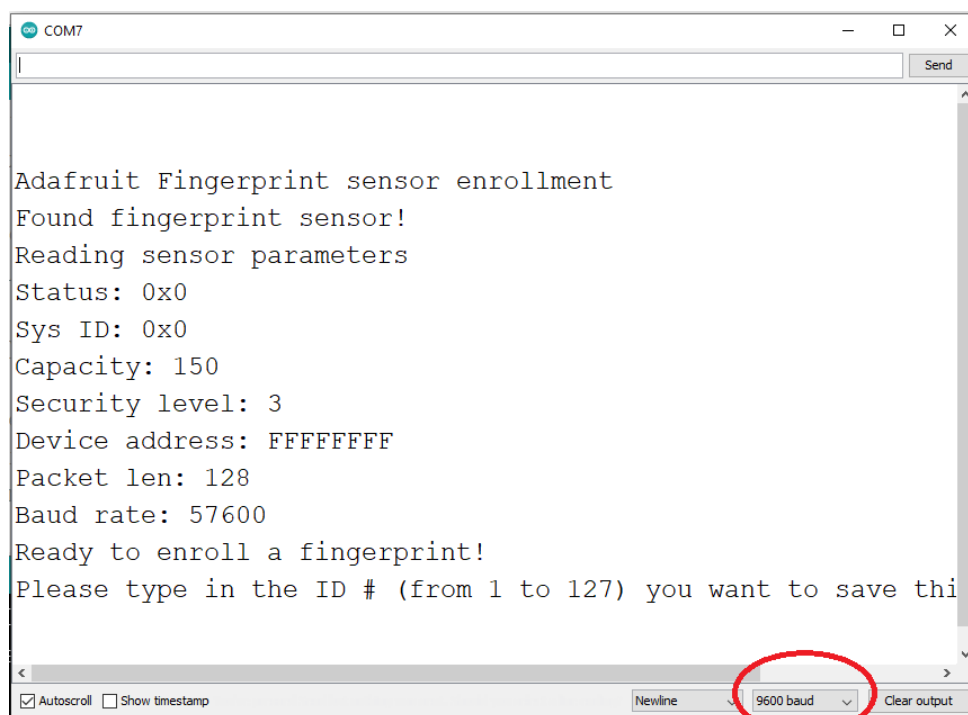 COM7
Send
Adafruit Fingerprint sensor enrollment
Found fingerprint sensor!
Reading sensor parameters
Status: 0x0
Sys ID: 0x0
Capacity: 150
Security level: 3
Device address: FFFFFFFF
Packet len: 128
Baud rate: 57600
Ready to enroll a fingerprint!
Please type in the ID # (from 1 to 127) you want to save thi
Autoscroll Show timestamp Newline 9600 baud Clear output